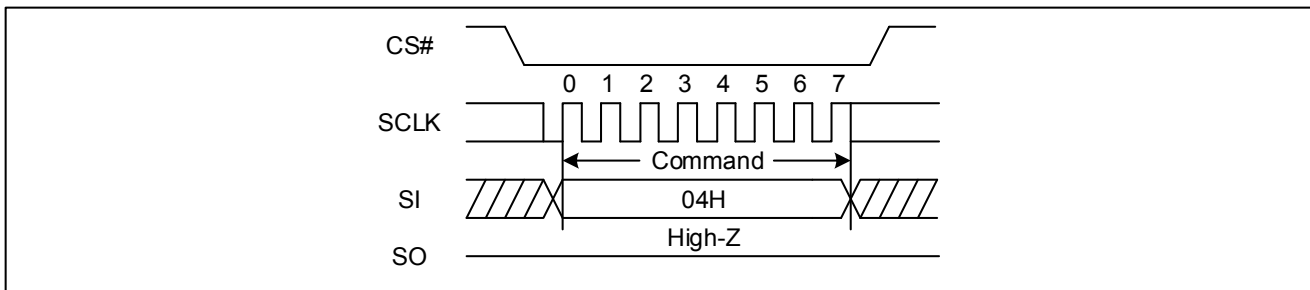 CS#
0 1 2 3 4 5 6 7
SCLK
Command
SI
04H
High-Z
SO